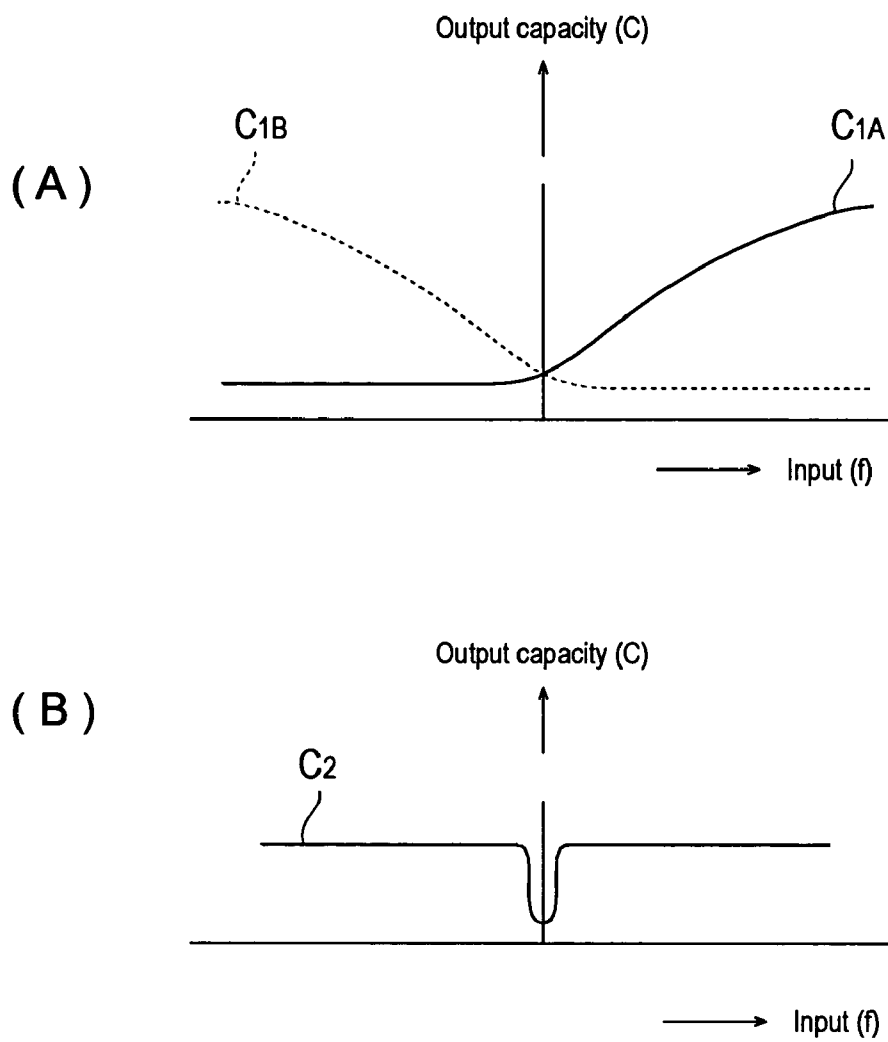 Output capacity (C)
C1B
C1A
(A)
Input (f)
Output capacity (C)
(B)
C2
Input (f)